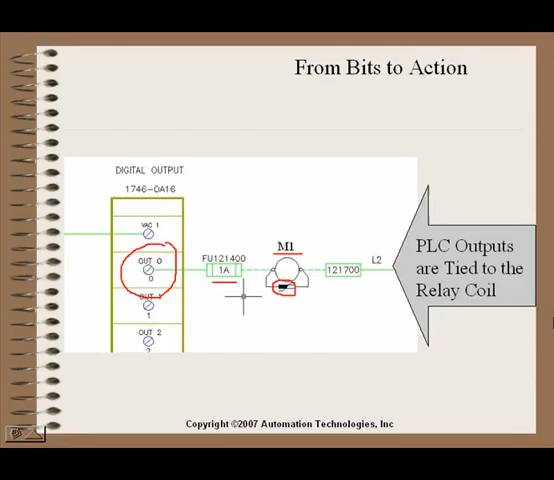 From Bits to Action
DIGITAL OUTPUT
1746-OA16
VAC 1
OUT 0
0
OUT 1
1
OUT 2
2
FU121400
1A
M1
121700
L2
PLC Outputs
are Tied to the
Relay Coil
Copyright ©2007 Automation Technologies, Inc